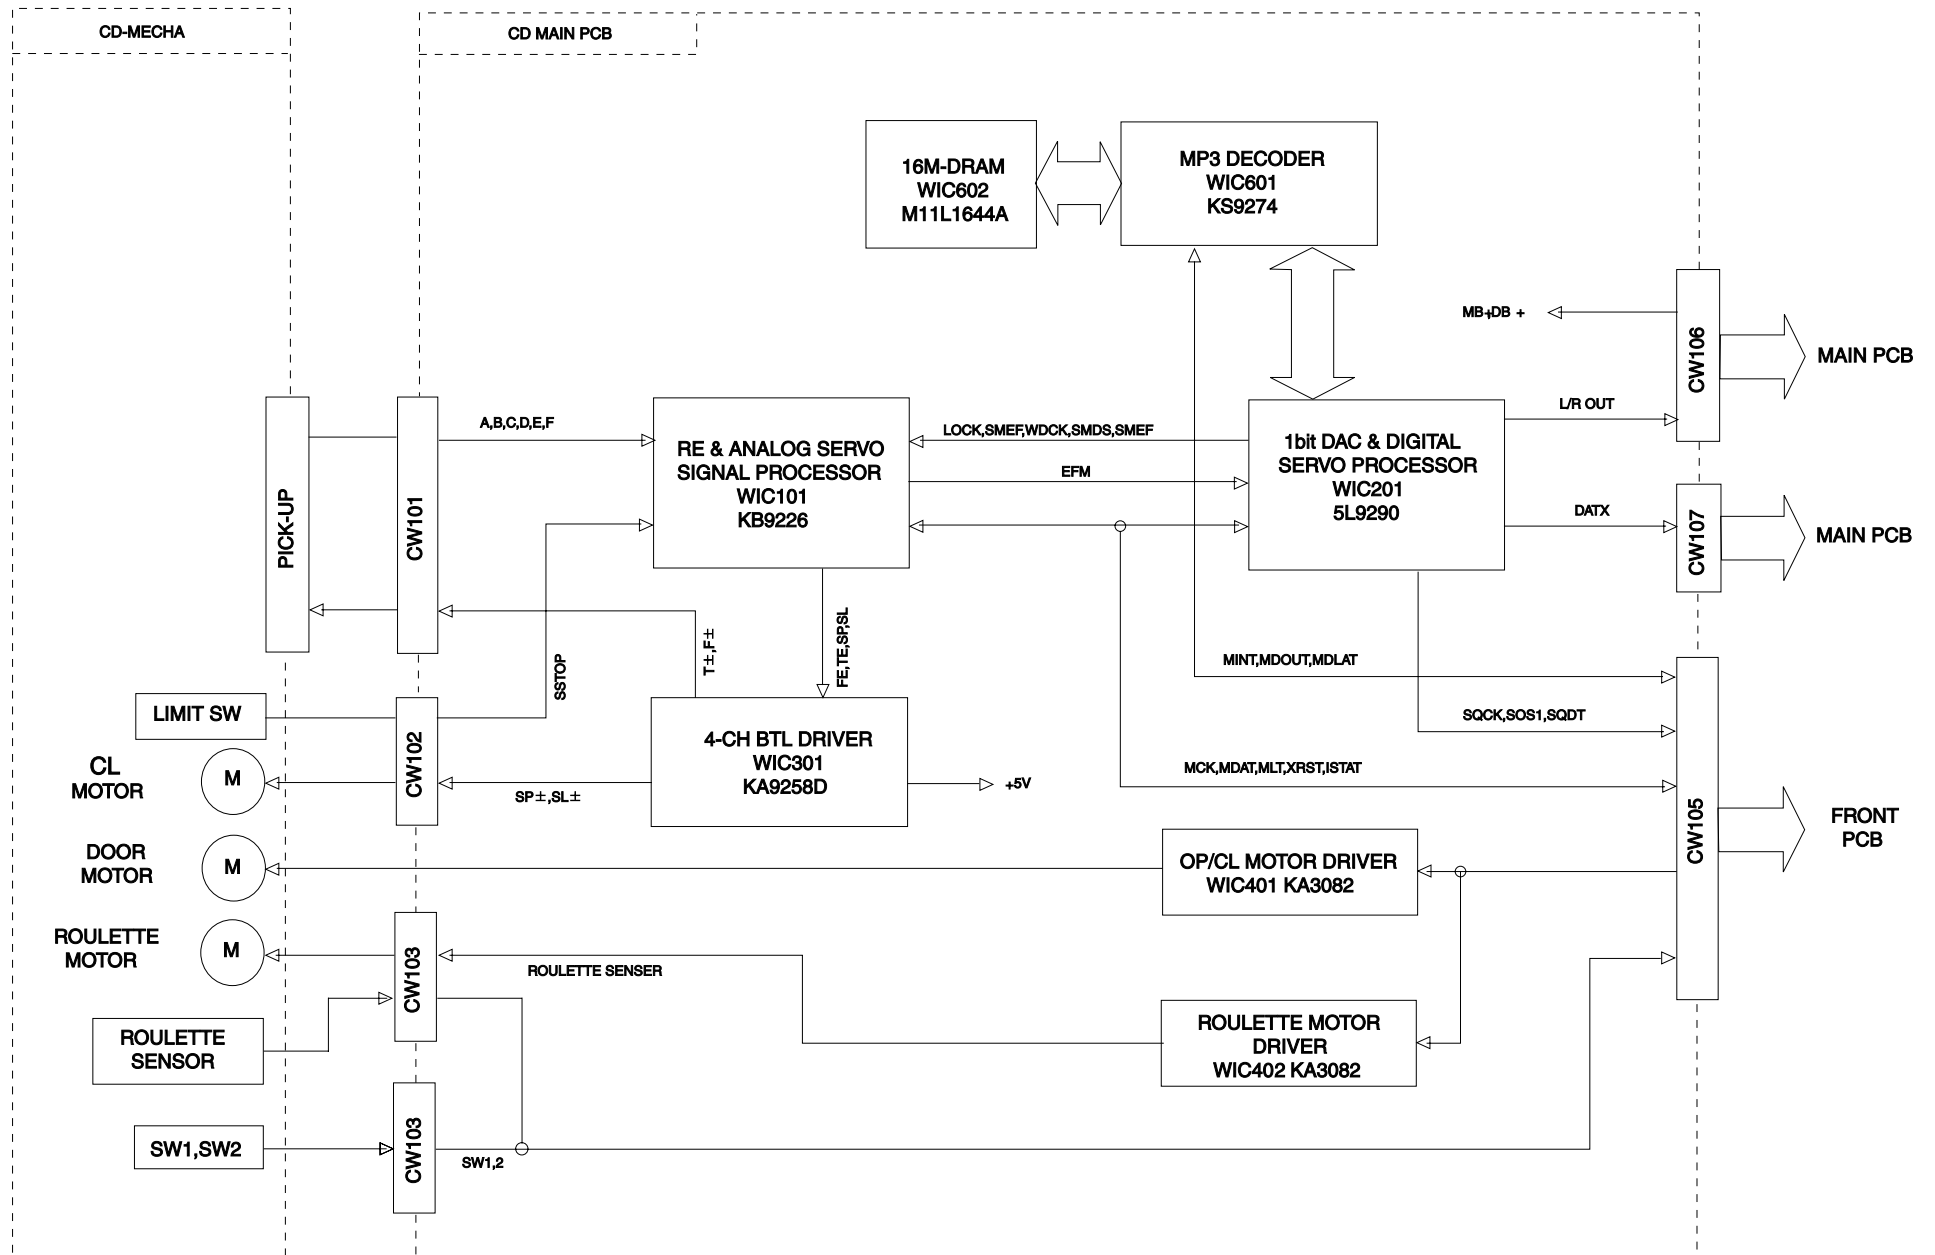 CD-MECHA
CD MAIN PCB
16M-DRAM
WIC602
M11L1644A
MP3 DECODER
WIC601
KS9274
MB+,DB +
CW106
MAIN PCB
L/R OUT
A,B,C,D,E,F
RE & ANALOG SERVO
SIGNAL PROCESSOR
WIC101
KB9226
LOCK,SMEF,WDCK,SMDS,SMEF
EFM
1bit DAC & DIGITAL
SERVO PROCESSOR
WIC201
5L9290
DATX
CW107
MAIN PCB
PICK-UP
CW101
SSTOP
T±,F±
FE,TE,SP,SL
MINT,MDOUT,MDLAT
SQCK,SOS1,SQDT
MCK,MDAT,MLT,XRST,ISTAT
LIMIT SW
CW102
CL
MOTOR
M
SP±,SL±
4-CH BTL DRIVER
WIC301
KA9258D
+5V
CW105
FRONT
PCB
DOOR
MOTOR
M
OP/CL MOTOR DRIVER
WIC401 KA3082
ROULETTE
MOTOR
M
CW103
ROULETTE SENSER
ROULETTE
SENSOR
ROULETTE MOTOR
DRIVER
WIC402 KA3082
SW1,SW2
CW103
SW1,2